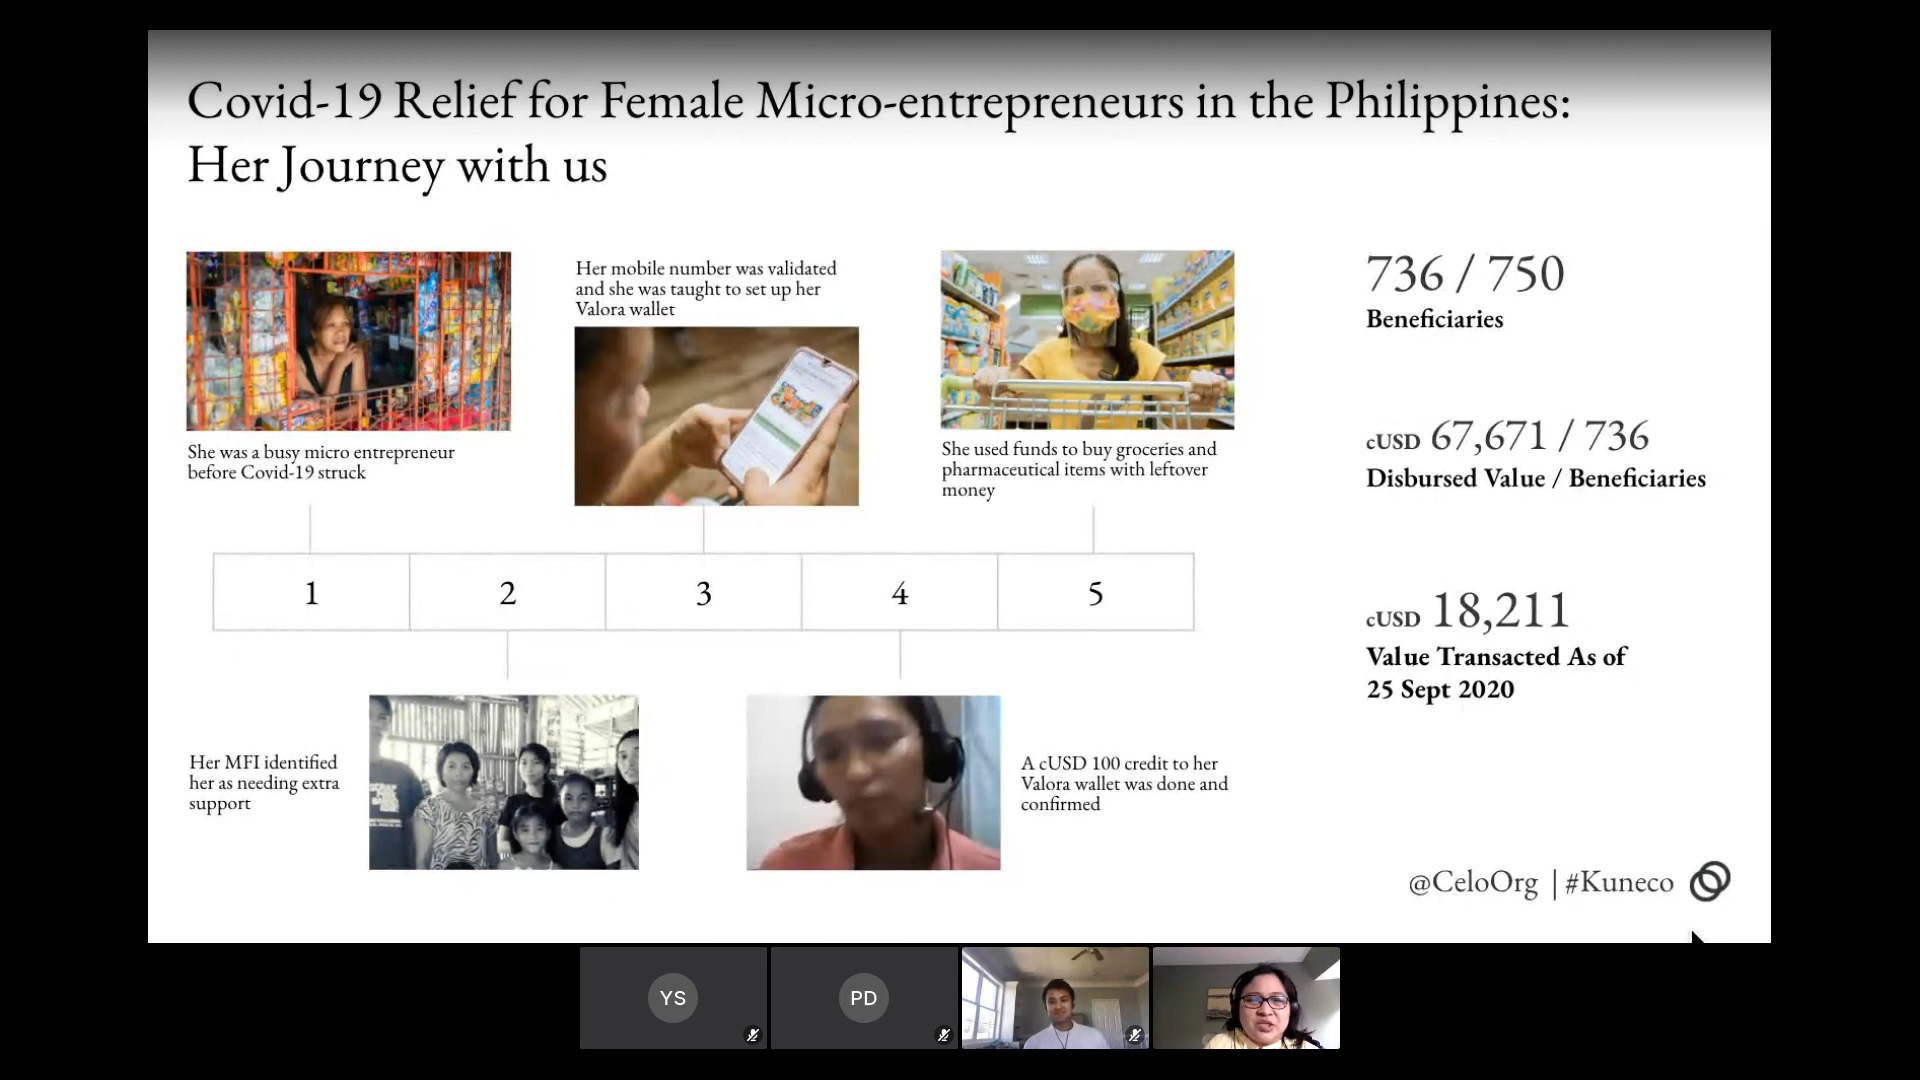 Covid-19 Relief for Female Micro-entrepreneurs in the Philippines:
Her Journey with us
She was a busy micro entrepreneur
before Covid-19 struck
Her mobile number was validated
and she was taught to set up her
Valora wallet
She used funds to buy groceries and
pharmaceutical items with leftover
money
1
2
3
4
5
Her MFI identified
her as needing extra
support
A cUSD 100 credit to her
Valora wallet was done and
confirmed
736 / 750
Beneficiaries
cUSD 67,671 / 736
Disbursed Value / Beneficiaries
cUSD 18,211
Value Transacted As of
25 Sept 2020
@CeloOrg | #Kuneco
YS
PD